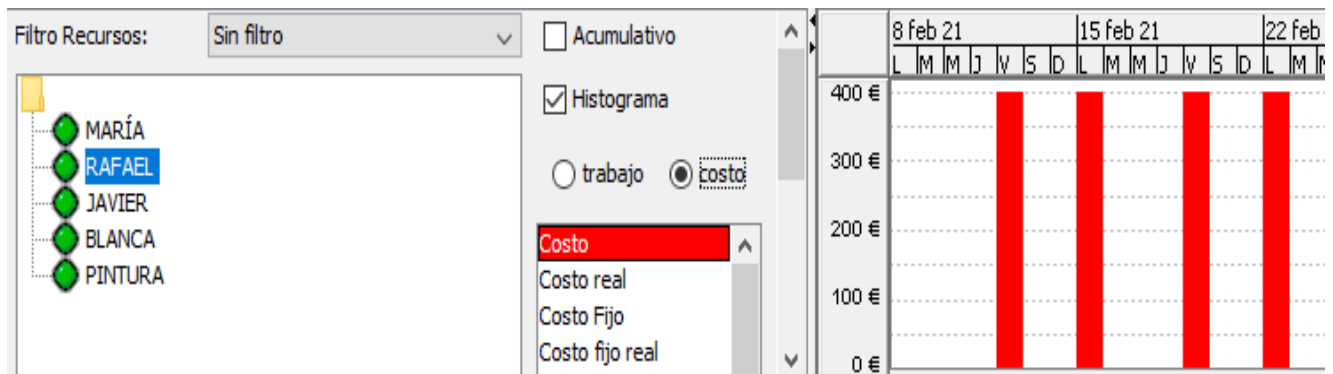 Filtro Recursos: Sin filtro
MARÍA
RAFAEL
JAVIER
BLANCA
PINTURA
Acumulativo
Histograma
trabajo costo
Costo
Costo real
Costo Fijo
Costo fijo real
8 feb 21 15 feb 21 22 feb
L M M J V S D L M M J V S D L M
400 €
300 €
200 €
100 €
0 €